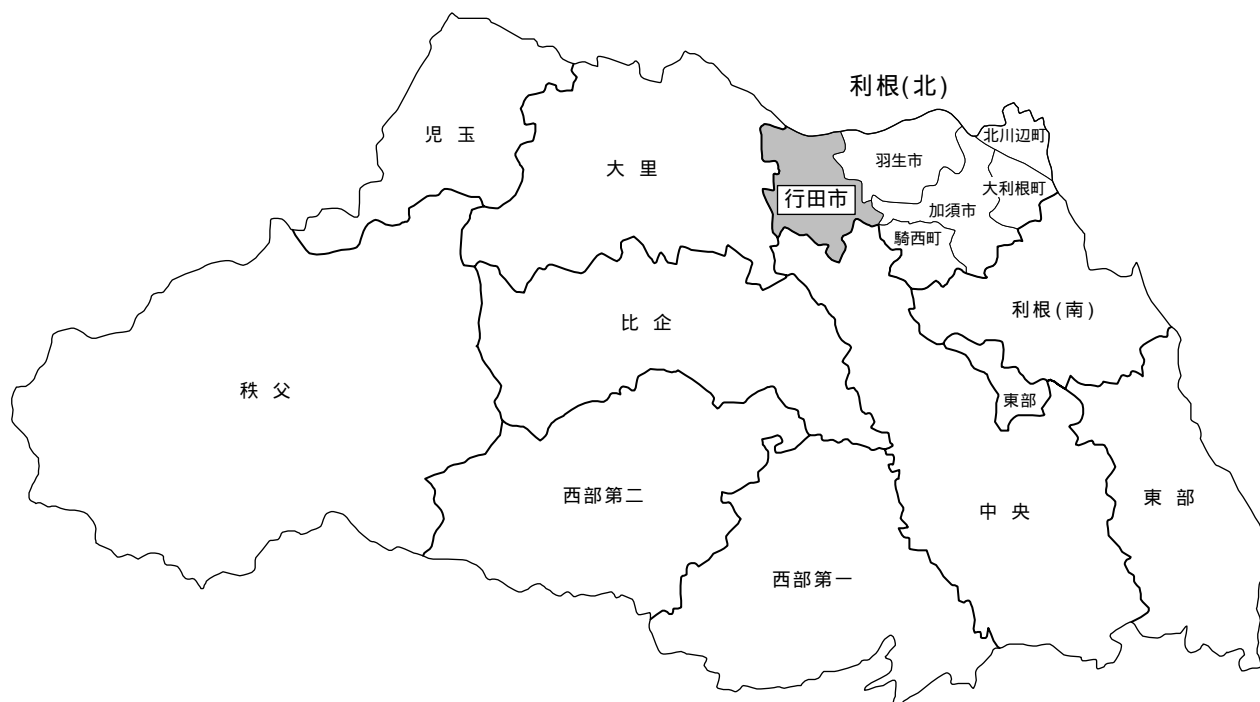 利根(北)
児玉
大里
北川辺町
羽生市
大利根町
行田市
加須市
騎西町
利根(南)
比企
秩父
東部
西部第二
中央
東部
西部第一